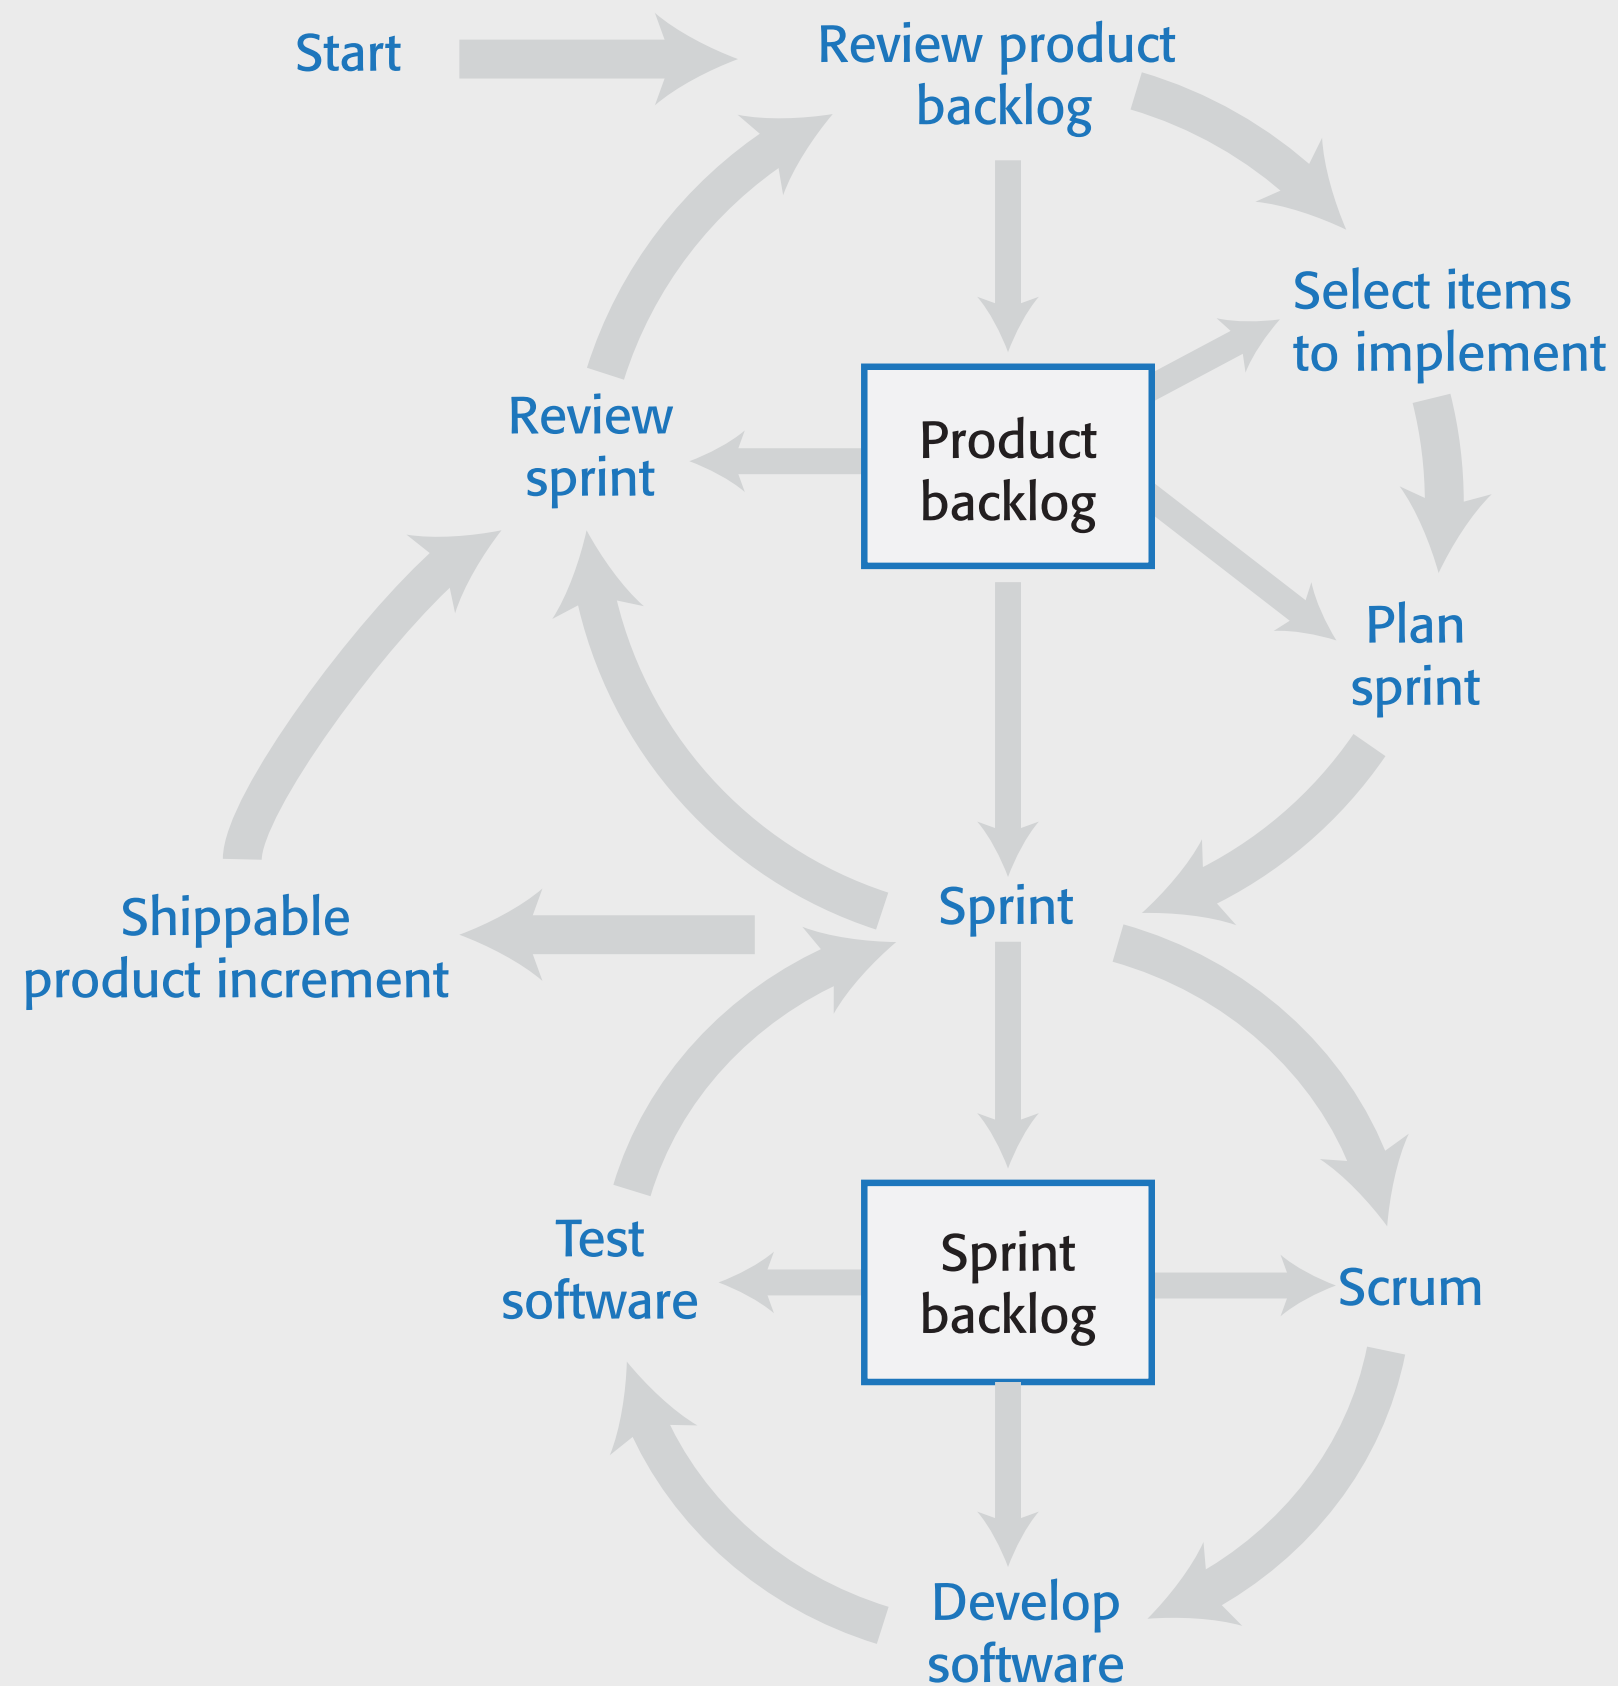 Start
Review product
backlog
Select items
to implement
Review
sprint
Product
backlog
Plan
sprint
Shippable
product increment
Sprint
Test
software
Sprint
backlog
Scrum
Develop
software